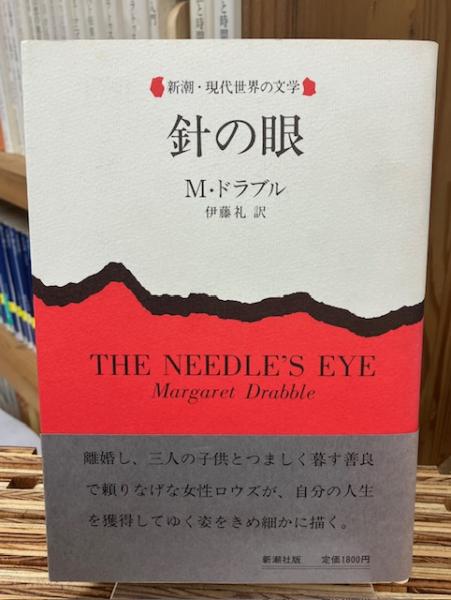 新潮・現代世界の文学
針の眼
M・ドラブル
伊藤礼 訳
THE NEEDLE'S EYE
Margaret Drabble
離婚し、三人の子供とつましく暮す善良
で頼りなげな女性ロウズが、自分の人生
を獲得してゆく姿をきめ細かに描く。
新潮社版 定価1800円